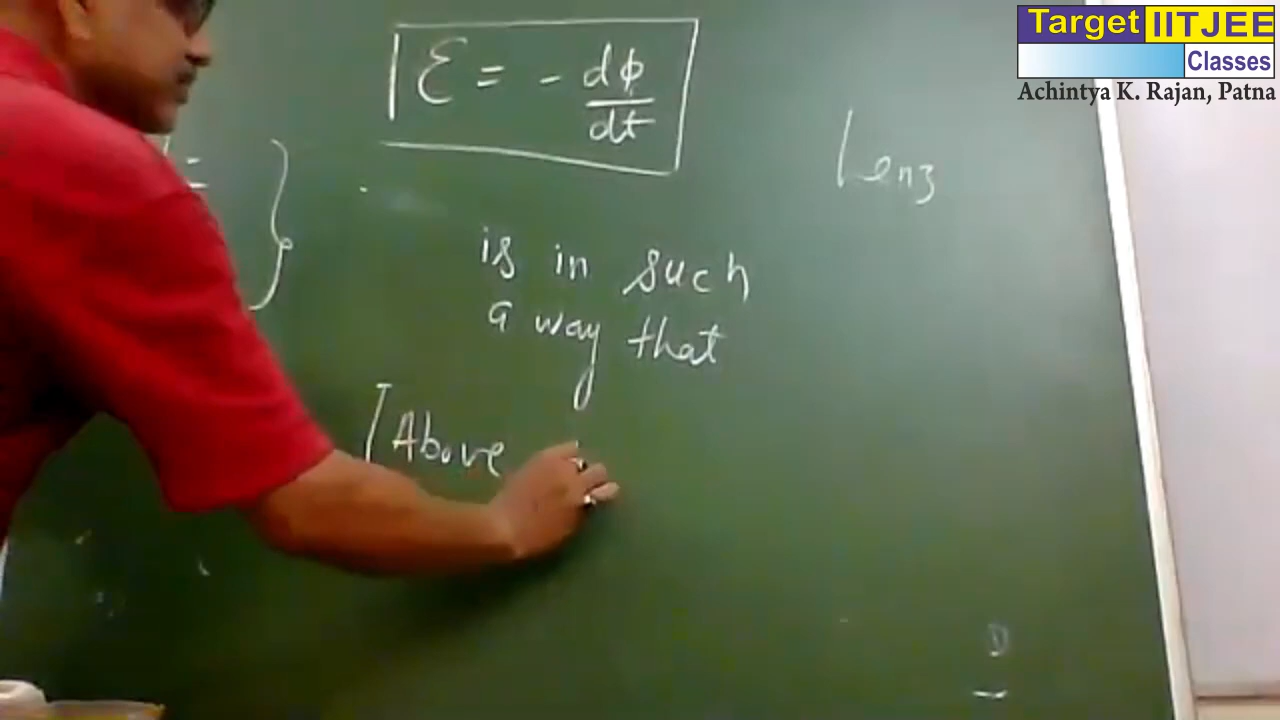 Target IITJEE
Classes
Achintya K. Rajan, Patna
ℰ = - dϕ/dt
Lenz
is in such
a way that
[Above